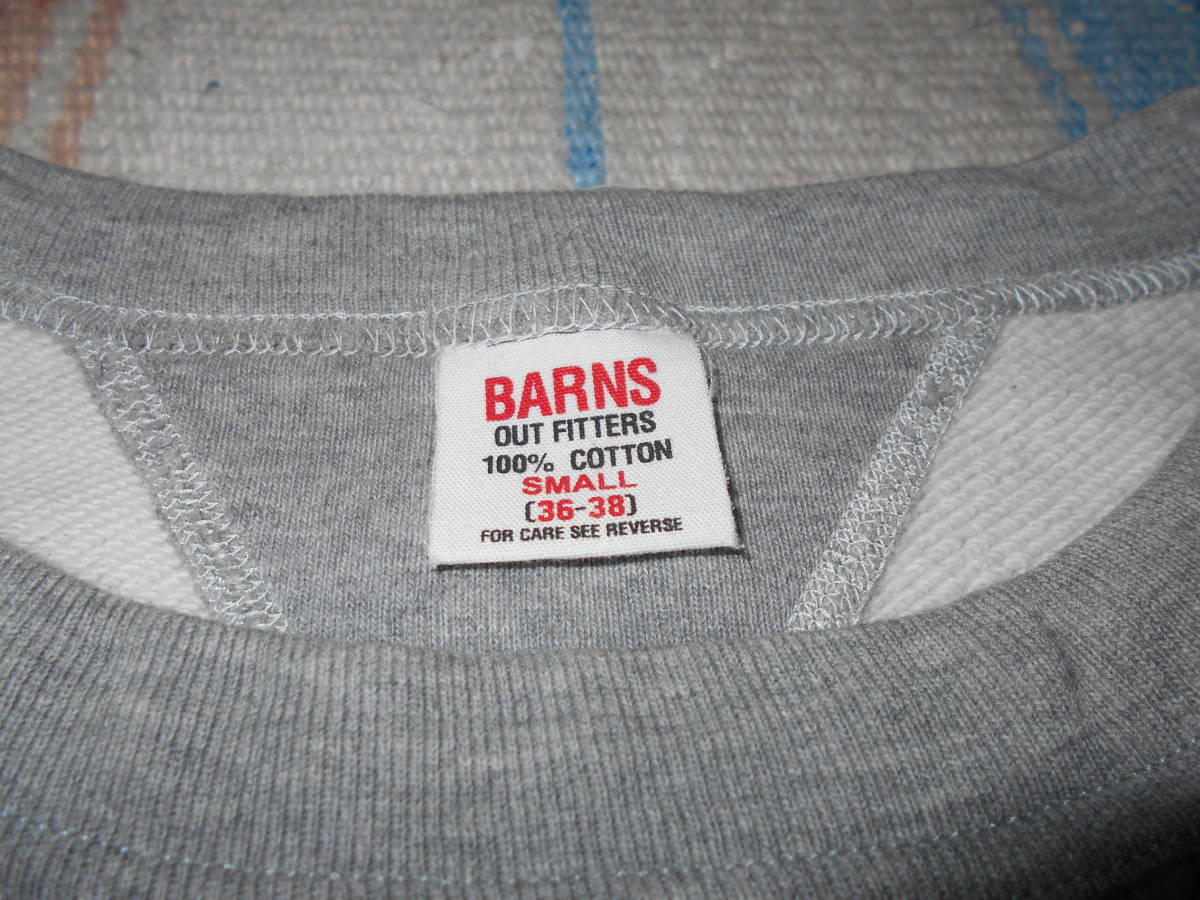 BARNS
OUT FITTERS
100% COTTON
SMALL
(36-38)
FOR CARE SEE REVERSE